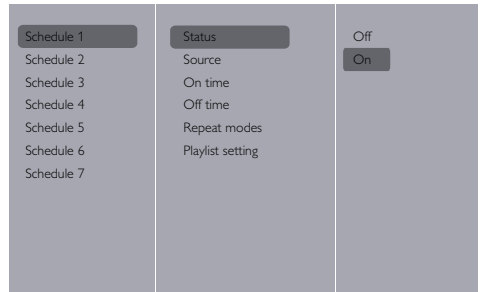 Schedule 1
Schedule 2
Schedule 3
Schedule 4
Schedule 5
Schedule 6
Schedule 7
Status
Source
On time
Off time
Repeat modes
Playlist setting
Off
On